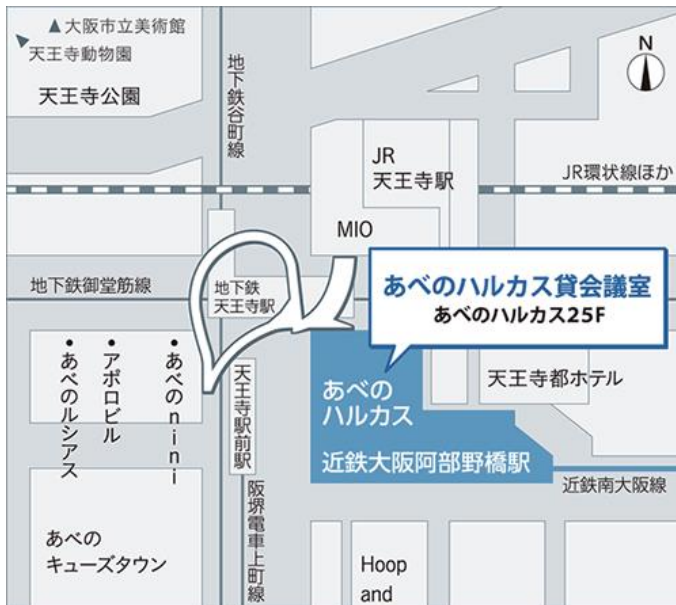 ▲大阪市立美術館
天王寺動物園
天王寺公園
地下鉄谷町線
N
JR
天王寺駅
JR環状線ほか
MIO
地下鉄御堂筋線
地下鉄
天王寺駅
あべのハルカス貸会議室
あべのハルカス25F
•あべのnini
•アポロビル
•あべのルシアス
天王寺駅前駅
あべの
ハルカス
天王寺都ホテル
近鉄大阪阿部野橋駅
近鉄南大阪線
阪堺電車上町線
あべの
キューズタウン
Hoop
and